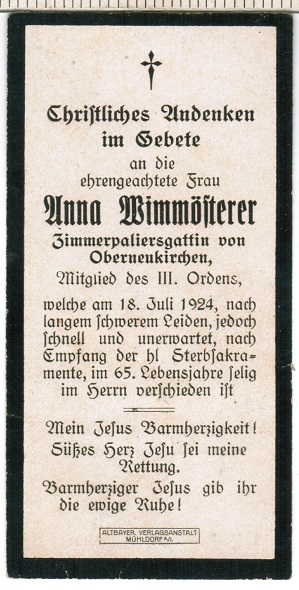 Christliches Andenken
im Gebete
an die
ehrengeachtete Frau
Anna Wimmösterer
Zimmerpaliersgattin von
Oberneukirchen,
Mitglied des III. Ordens,
welche am 18. Juli 1924, nach
langem schwerem Leiden, jedoch
schnell und unerwartet, nach
Empfang der hl Sterbsakra-
mente, im 65. Lebensjahre selig
im Herrn verschieden ist
Mein Jesus Barmherzigkeit!
Süßes Herz Jesu sei meine
Rettung.
Barmherziger Jesus gib ihr
die ewige Ruhe!
ALTBAYER. VERLAGSANSTALT
MÜHLDORF a/I.